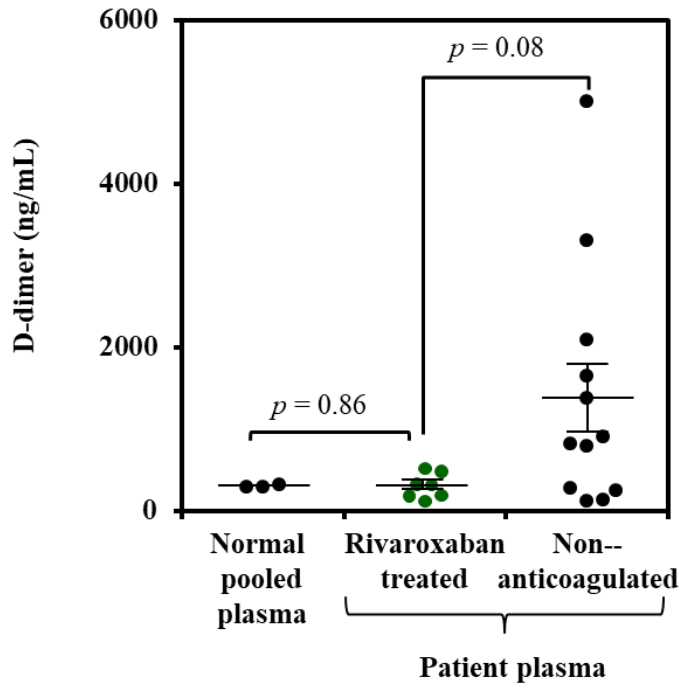 6000
p = 0.08
4000
D-dimer (ng/mL)
2000
p = 0.86
0
Normal
pooled
plasma
Rivaroxaban
treated
Non--
anticoagulated
Patient plasma